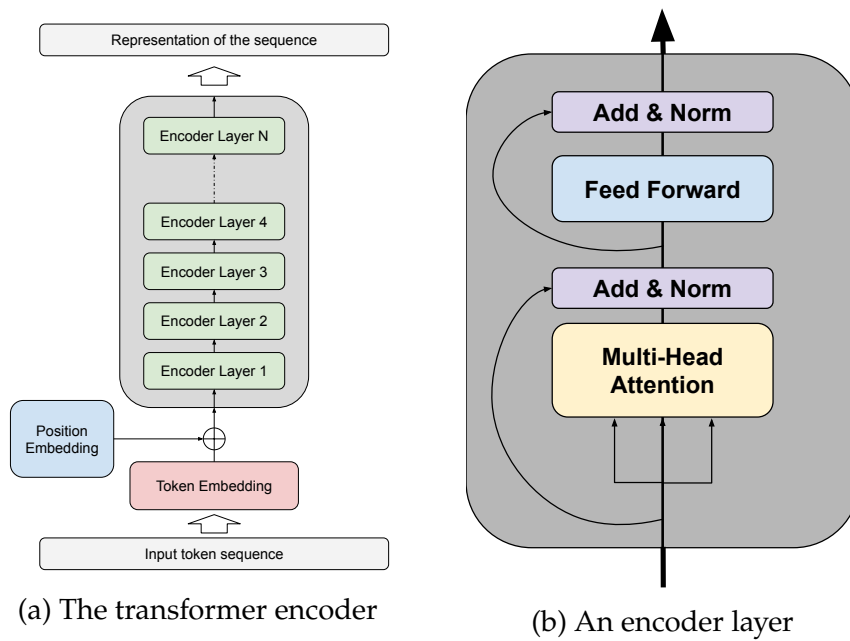 Representation of the sequence
Encoder Layer N
Encoder Layer 4
Encoder Layer 3
Encoder Layer 2
Encoder Layer 1
Position
Embedding
Token Embedding
Input token sequence
(a) The transformer encoder
Add & Norm
Feed Forward
Add & Norm
Multi-Head
Attention
(b) An encoder layer